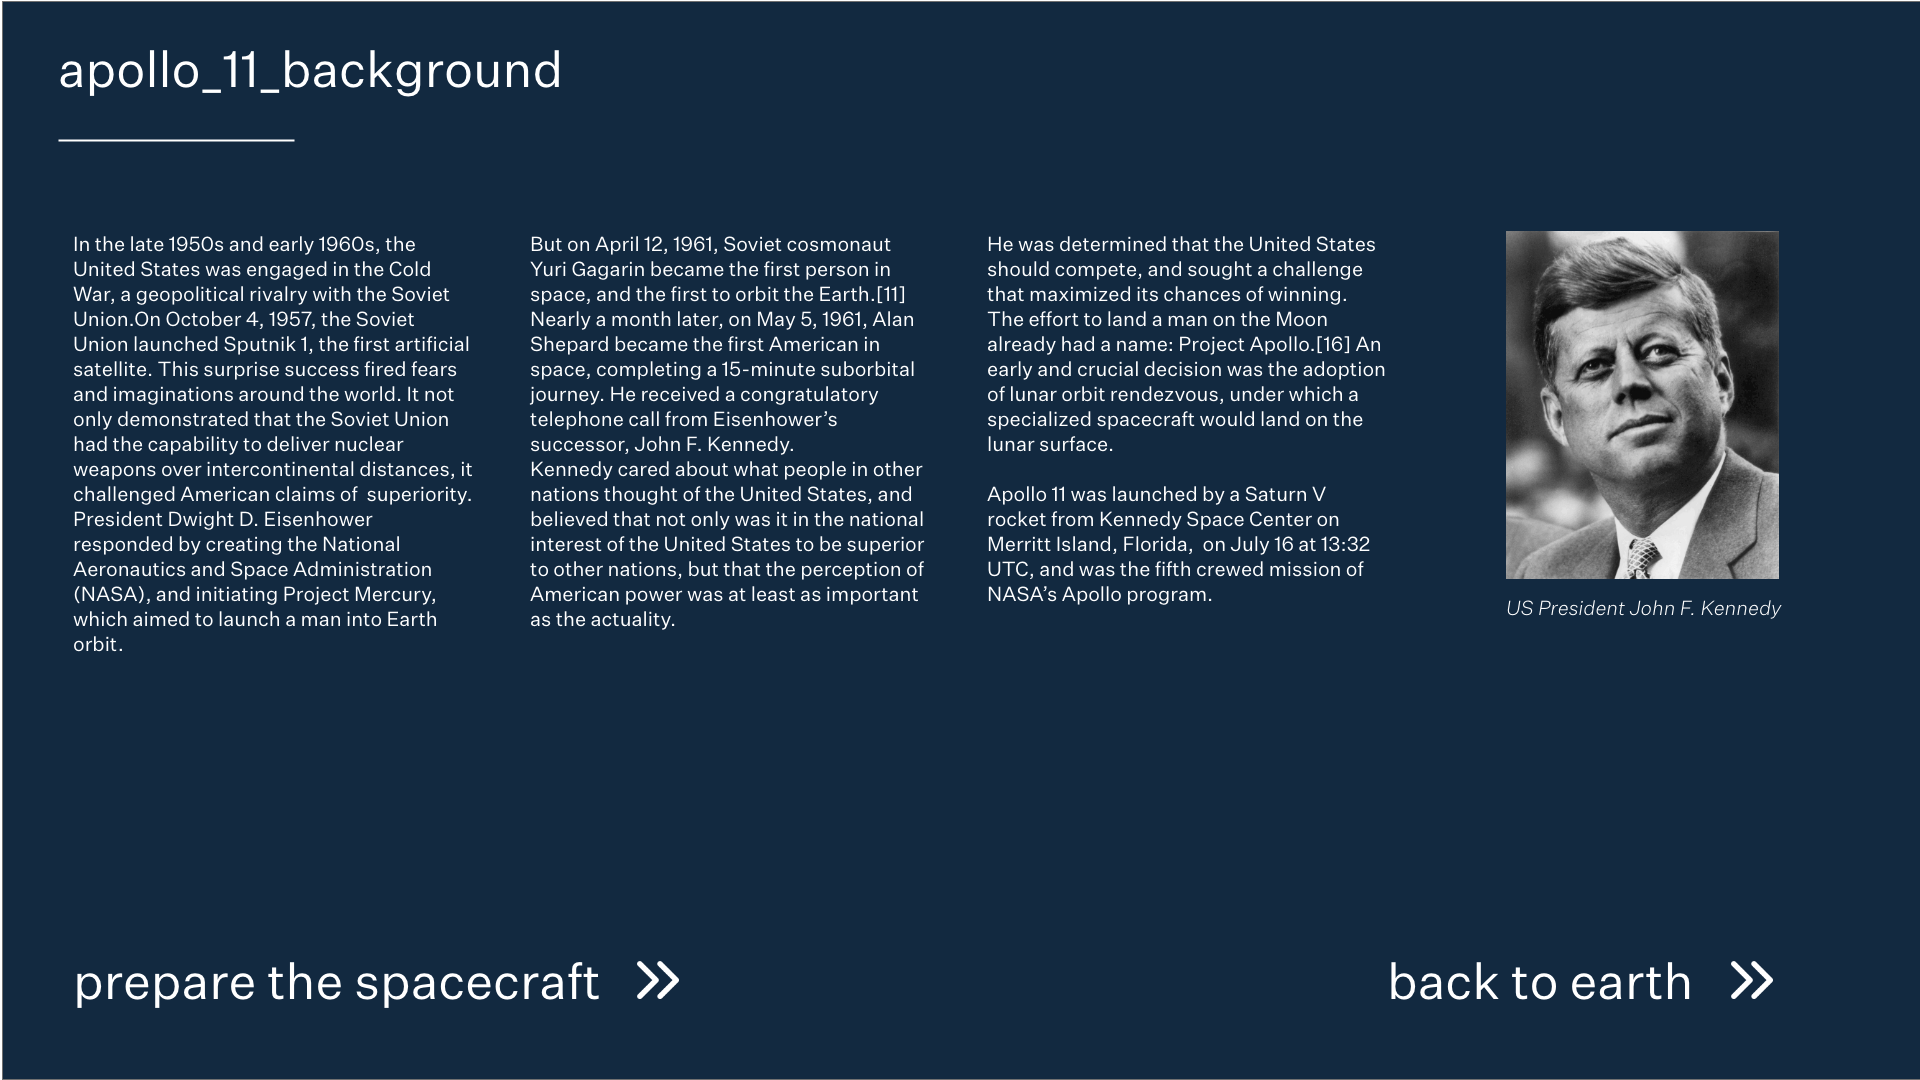 apollo_11_background
In the late 1950s and early 1960s, the
United States was engaged in the Cold
War, a geopolitical rivalry with the Soviet
Union.On October 4, 1957, the Soviet
Union launched Sputnik 1, the first artificial
satellite. This surprise success fired fears
and imaginations around the world. It not
only demonstrated that the Soviet Union
had the capability to deliver nuclear
weapons over intercontinental distances, it
challenged American claims of  superiority.
President Dwight D. Eisenhower
responded by creating the National
Aeronautics and Space Administration
(NASA), and initiating Project Mercury,
which aimed to launch a man into Earth
orbit.
But on April 12, 1961, Soviet cosmonaut
Yuri Gagarin became the first person in
space, and the first to orbit the Earth.[11]
Nearly a month later, on May 5, 1961, Alan
Shepard became the first American in
space, completing a 15-minute suborbital
journey. He received a congratulatory
telephone call from Eisenhower’s
successor, John F. Kennedy.
Kennedy cared about what people in other
nations thought of the United States, and
believed that not only was it in the national
interest of the United States to be superior
to other nations, but that the perception of
American power was at least as important
as the actuality.
He was determined that the United States
should compete, and sought a challenge
that maximized its chances of winning.
The effort to land a man on the Moon
already had a name: Project Apollo.[16] An
early and crucial decision was the adoption
of lunar orbit rendezvous, under which a
specialized spacecraft would land on the
lunar surface.
Apollo 11 was launched by a Saturn V
rocket from Kennedy Space Center on
Merritt Island, Florida,  on July 16 at 13:32
UTC, and was the fifth crewed mission of
NASA’s Apollo program.
US President John F. Kennedy
prepare the spacecraft
back to earth